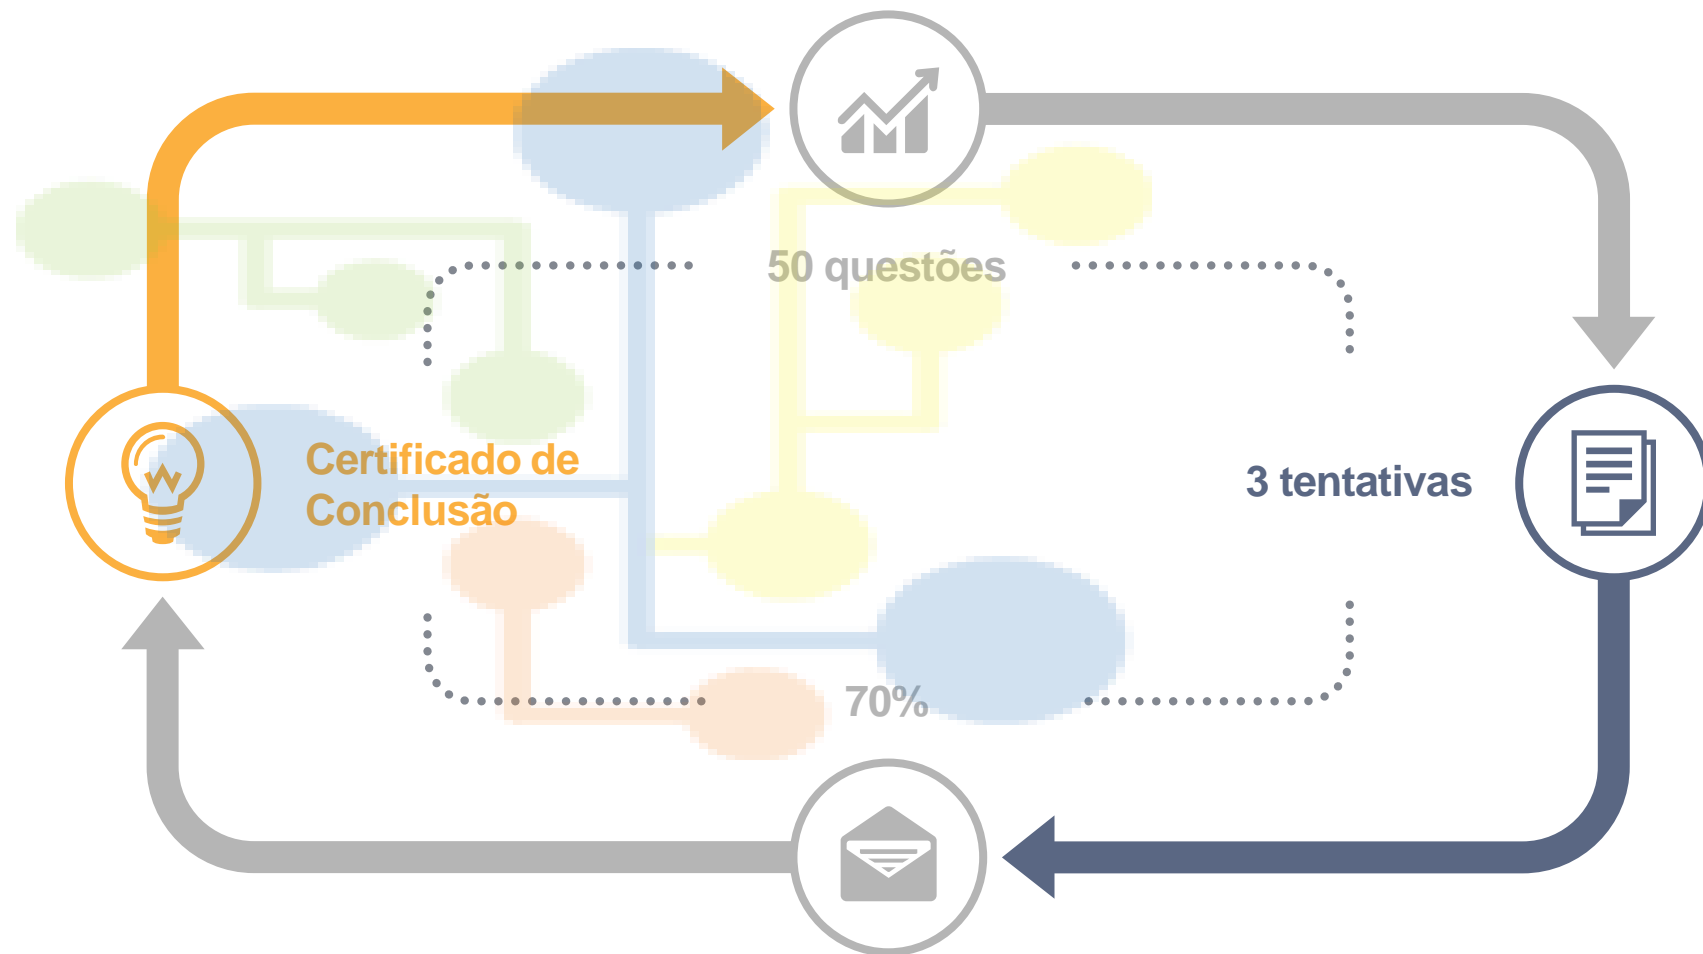 50 questões
Certificado de
Conclusão
3 tentativas
70%